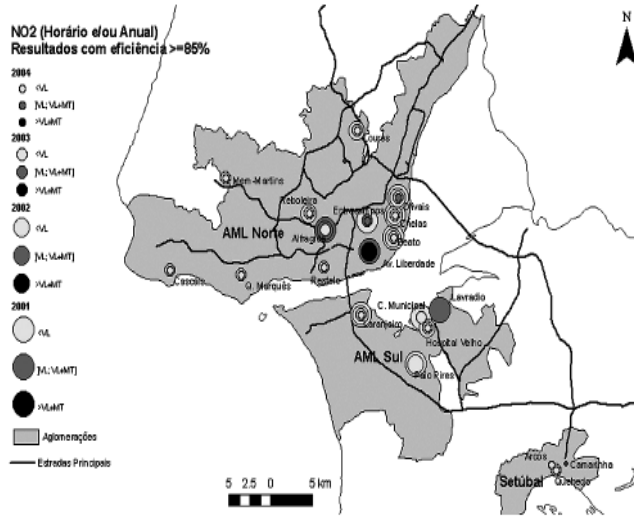 NO2 (Horário e/ou Anual)
Resultados com eficiência >=85%
N
2004
<VL
]VL; VL+MT]
>VL+MT
2003
<VL
]VL; VL+MT]
>VL+MT
2002
<VL
]VL; VL+MT]
>VL+MT
2001
<VL
]VL; VL+MT]
>VL+MT
Aglomerações
Estradas Principais
Loures
Mem-Martins
Reboleira
Olivais
Chelas
AML Norte
Alfragide
Beato
Av. Liberdade
Cascais
Q. Marquês
Restelo
C. Municipal
Lavradio
Laranjeiro
Hospital Velho
AML Sul
Paio Pires
Arcos
Camarinha
Setúbal
Quebedo
5 2.5 0 5 km